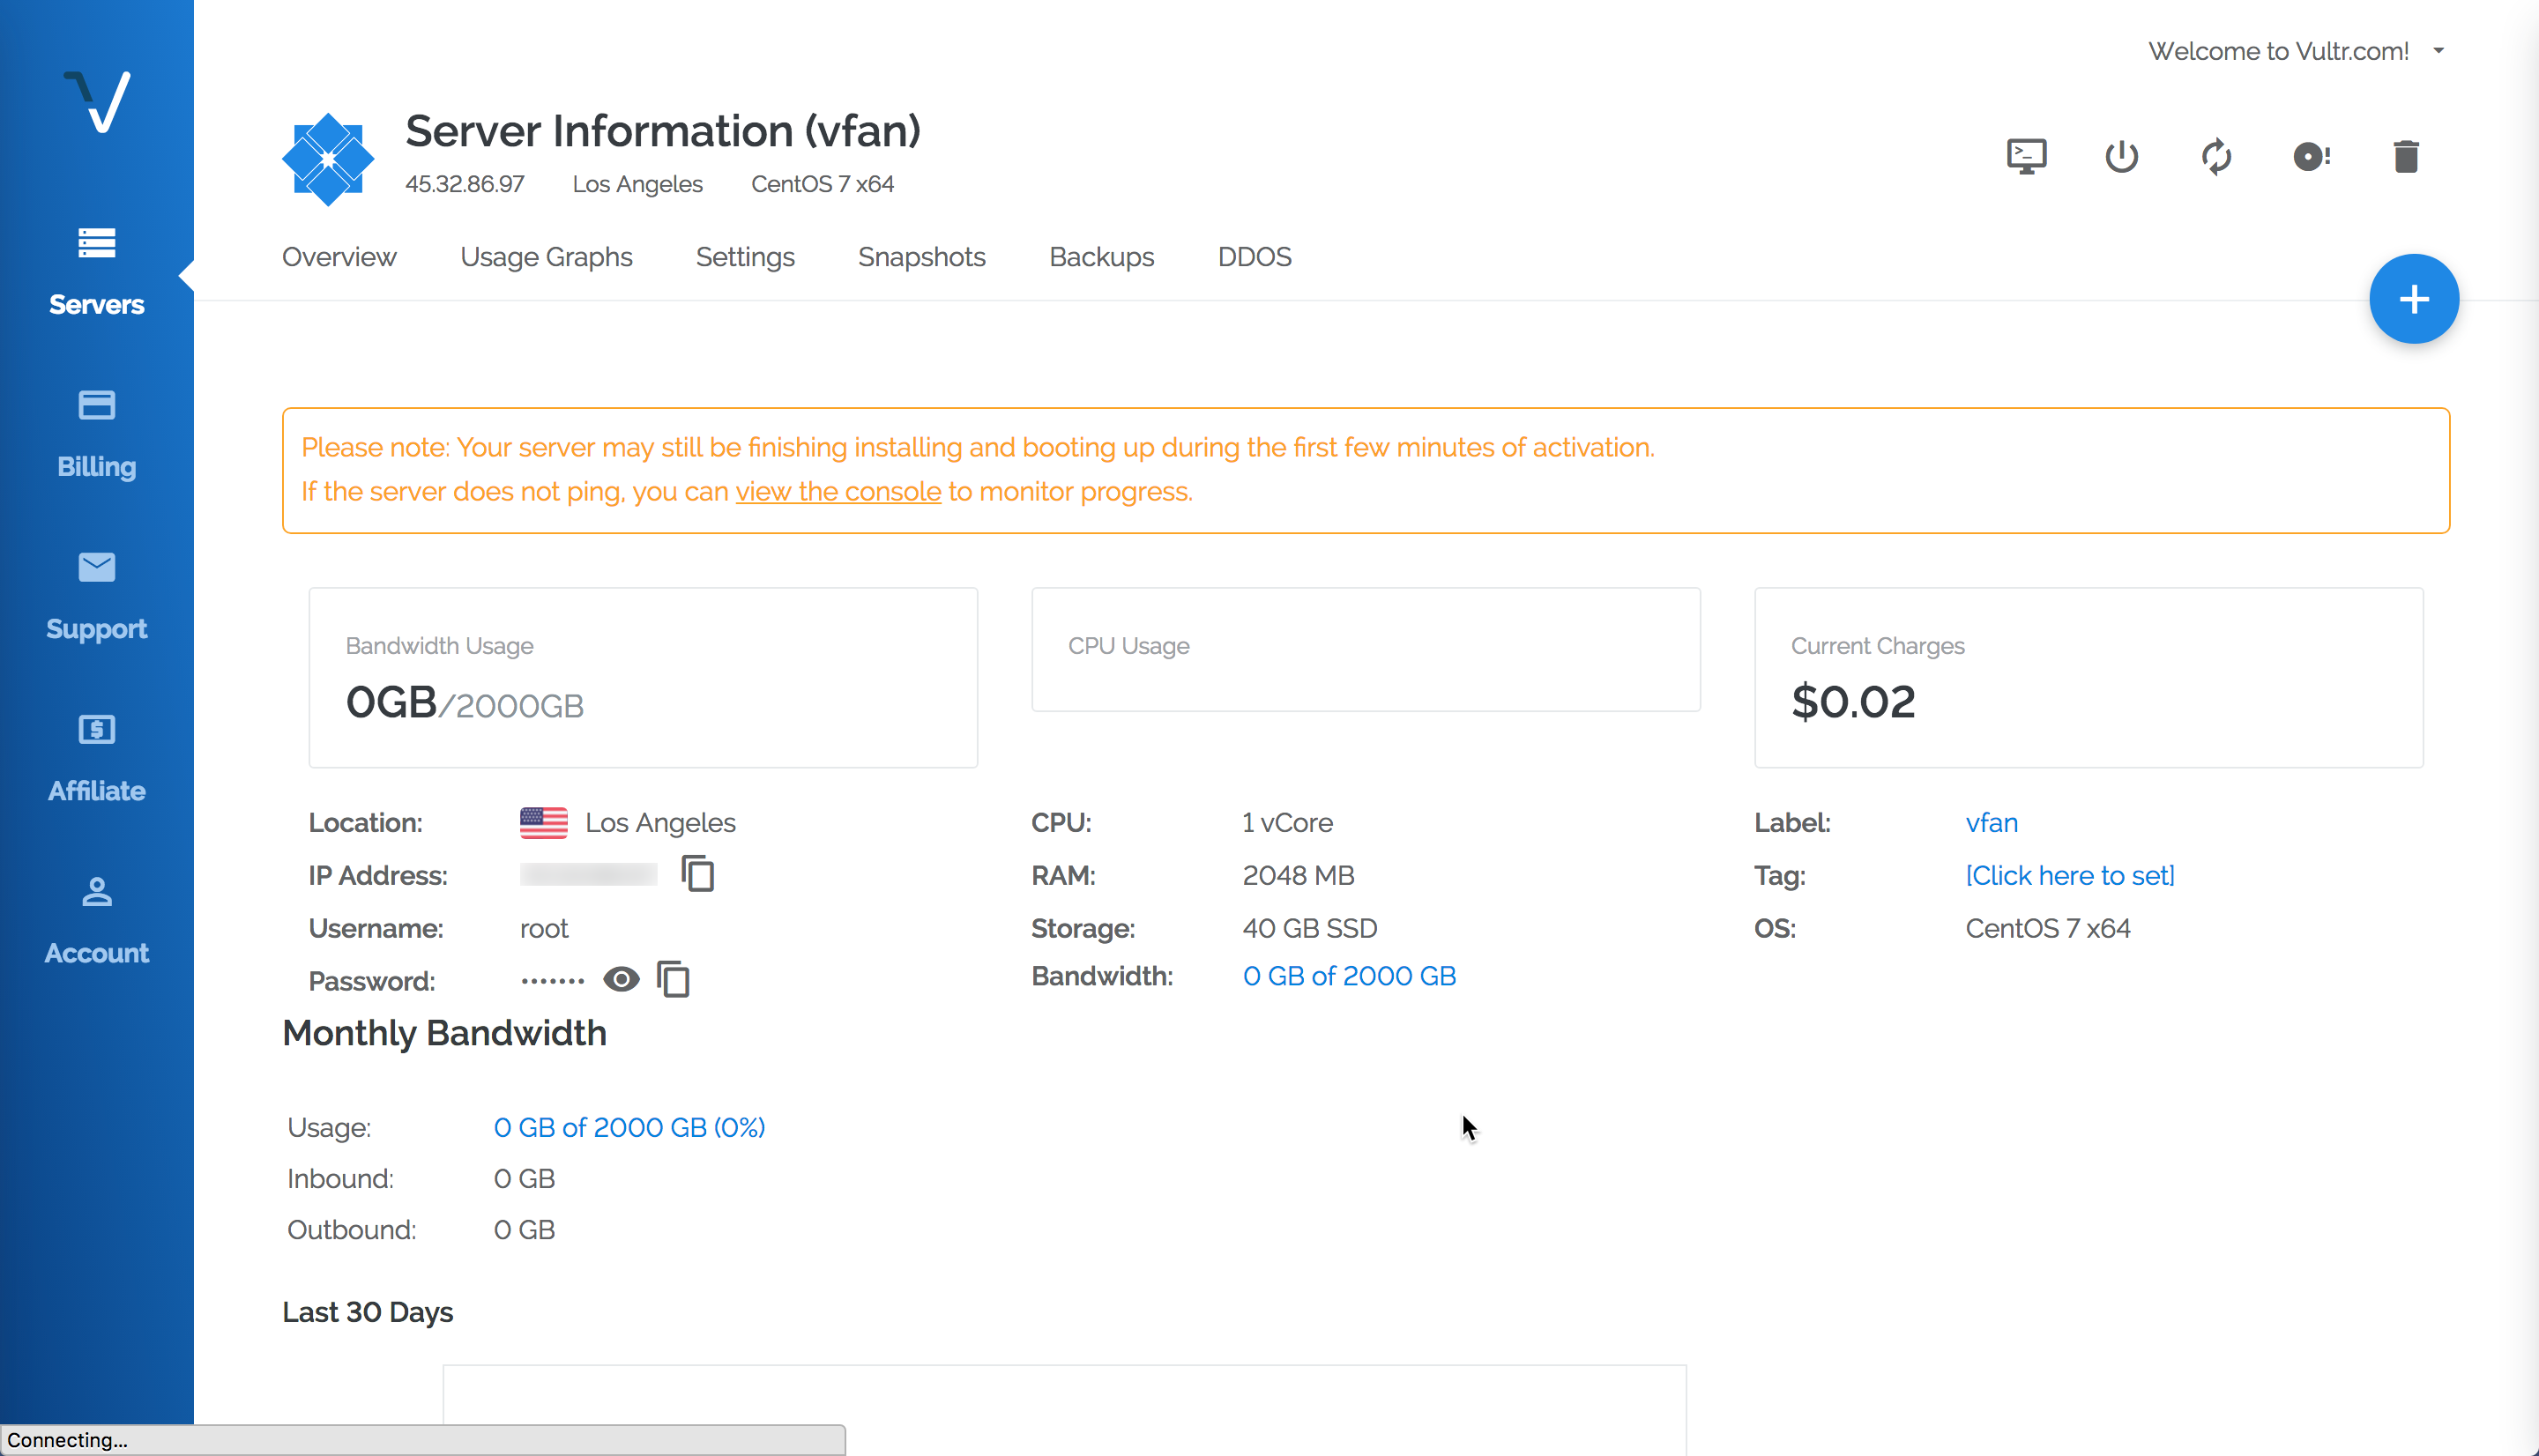 Welcome to Vultr.com!
Server Information (vfan)
45.32.86.97 Los Angeles CentOS 7 x64
Overview Usage Graphs Settings Snapshots Backups DDOS
Servers
Billing
Support
Affiliate
Account
Please note: Your server may still be finishing installing and booting up during the first few minutes of activation.
If the server does not ping, you can view the console to monitor progress.
Bandwidth Usage
0GB/2000GB
CPU Usage
Current Charges
$0.02
Location: Los Angeles
IP Address:
Username: root
Password: •••••••
CPU: 1 vCore
RAM: 2048 MB
Storage: 40 GB SSD
Bandwidth: 0 GB of 2000 GB
Label: vfan
Tag: [Click here to set]
OS: CentOS 7 x64
Monthly Bandwidth
Usage: 0 GB of 2000 GB (0%)
Inbound: 0 GB
Outbound: 0 GB
Last 30 Days
Connecting...